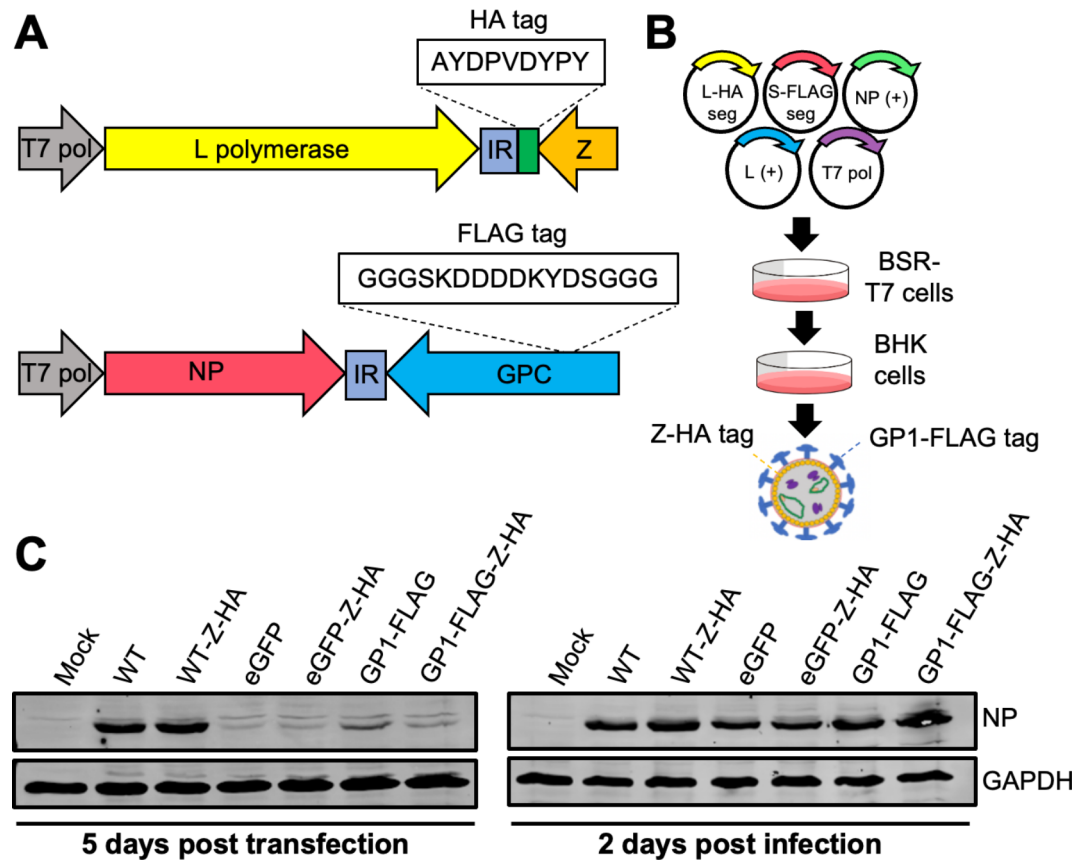 A
HA tag
AYDPVDYPY
T7 pol
L polymerase
IR
Z
FLAG tag
GGGSKDDDDKYDSGGG
T7 pol
NP
IR
GPC
B
L-HA
seg
S-FLAG
seg
NP (+)
L (+)
T7 pol
BSR-
T7 cells
BHK
cells
Z-HA tag
GP1-FLAG tag
C
Mock
WT
WT-Z-HA
eGFP
eGFP-Z-HA
GP1-FLAG
GP1-FLAG-Z-HA
Mock
WT
WT-Z-HA
eGFP
eGFP-Z-HA
GP1-FLAG
GP1-FLAG-Z-HA
NP
GAPDH
5 days post transfection
2 days post infection